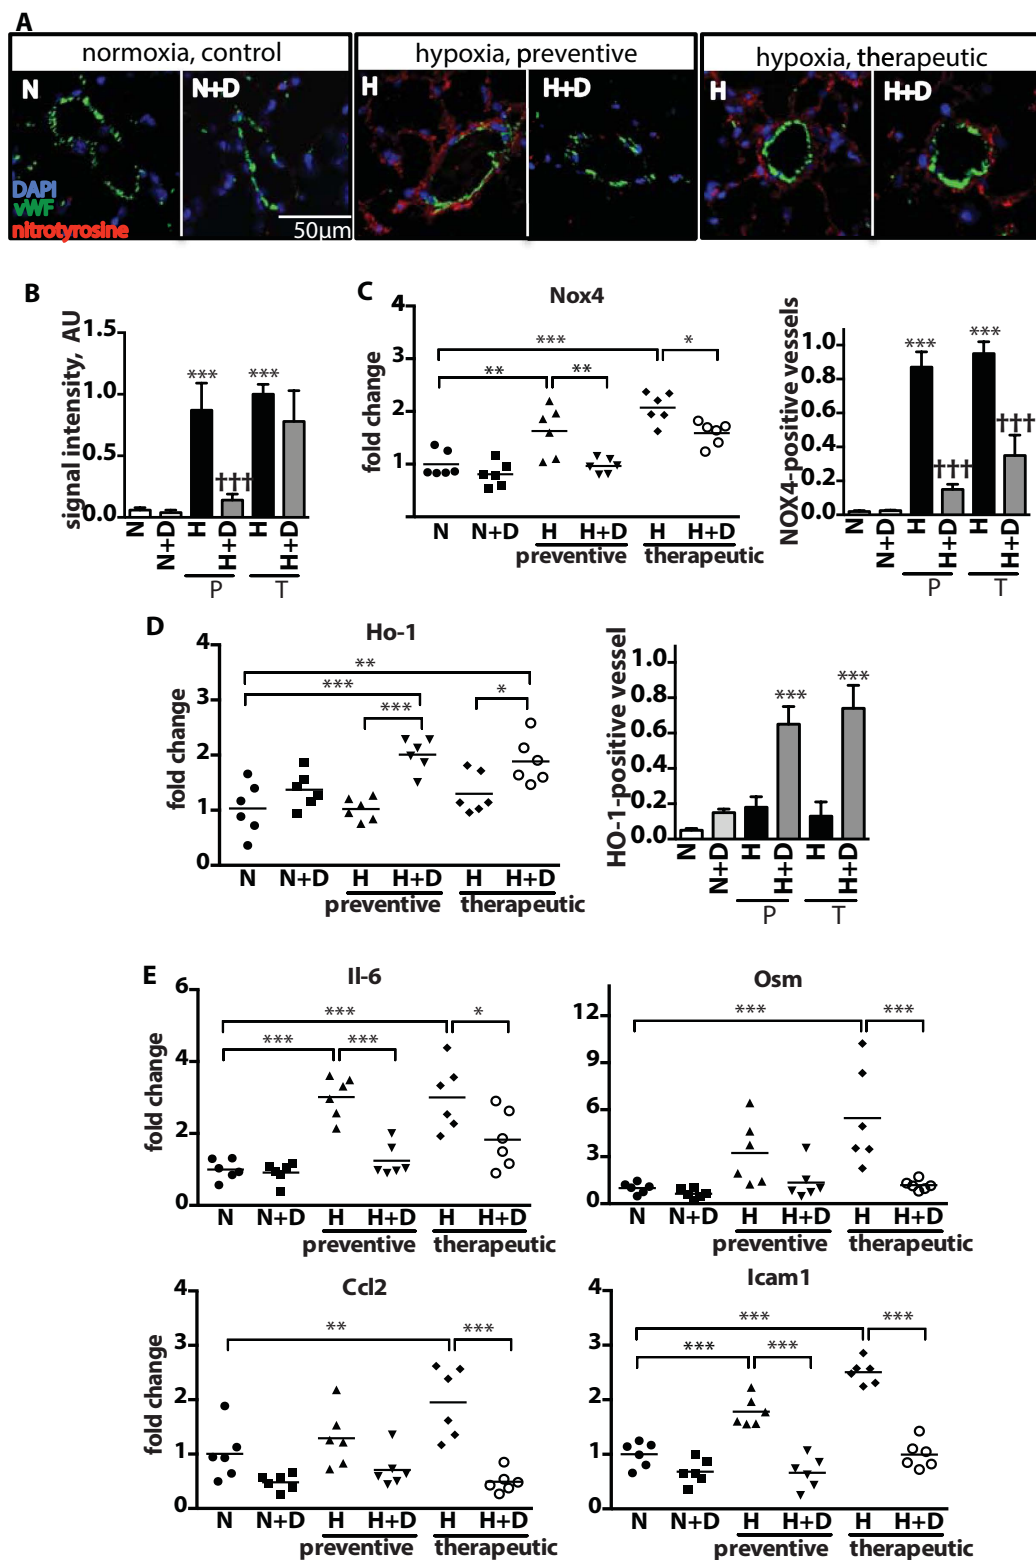 A
normoxia, control
hypoxia, preventive
hypoxia, therapeutic
N
N+D
H
H+D
H
H+D
DAPI
vWF
nitrotyrosine
50µm
B
signal intensity, AU
1.5
1.0
0.5
0.0
***
†††
***
N
N+D
H
H+D
H
H+D
P
T
C
Nox4
fold change
4
3
2
1
***
*
**
**
N
N+D
H
H+D
H
H+D
preventive
therapeutic
NOX4-positive vessels
1.0
0.8
0.6
0.4
0.2
0.0
***
†††
***
†††
N
N+D
H
H+D
H
H+D
P
T
D
Ho-1
fold change
4
3
2
1
0
**
***
*
***
N
N+D
H
H+D
H
H+D
preventive
therapeutic
HO-1-positive vessel
1.0
0.8
0.6
0.4
0.2
0.0
***
***
N
N+D
H
H+D
H
H+D
P
T
E
Il-6
fold change
6
4
2
0
***
*
***
***
N
N+D
H
H+D
H
H+D
preventive
therapeutic
Osm
12
9
6
3
0
***
***
N
N+D
H
H+D
H
H+D
preventive
therapeutic
Ccl2
fold change
4
3
2
1
0
**
***
N
N+D
H
H+D
H
H+D
preventive
therapeutic
Icam1
4
3
2
1
0
***
***
***
***
N
N+D
H
H+D
H
H+D
preventive
therapeutic